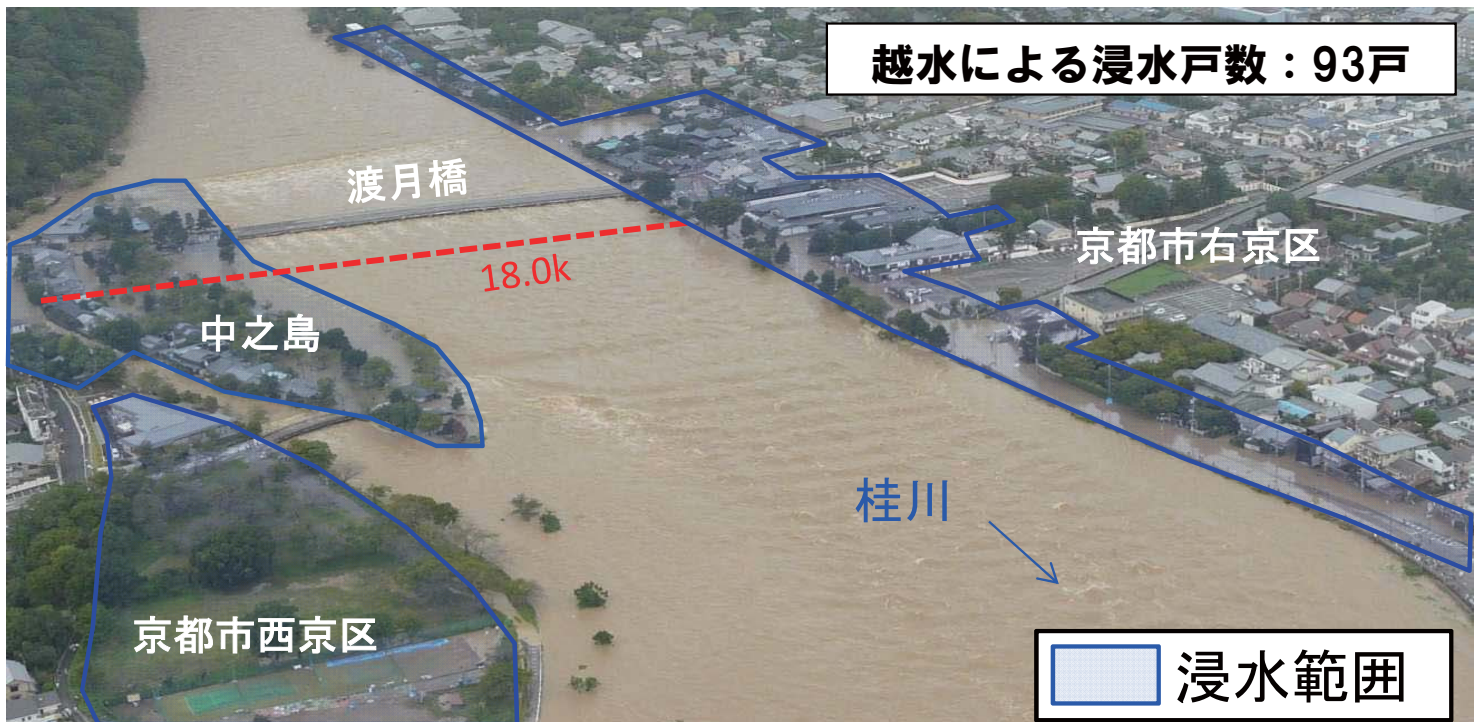 越水による浸水戸数：93戸
渡月橋
京都市右京区
18.0k
中之島
桂川
京都市西京区
浸水範囲